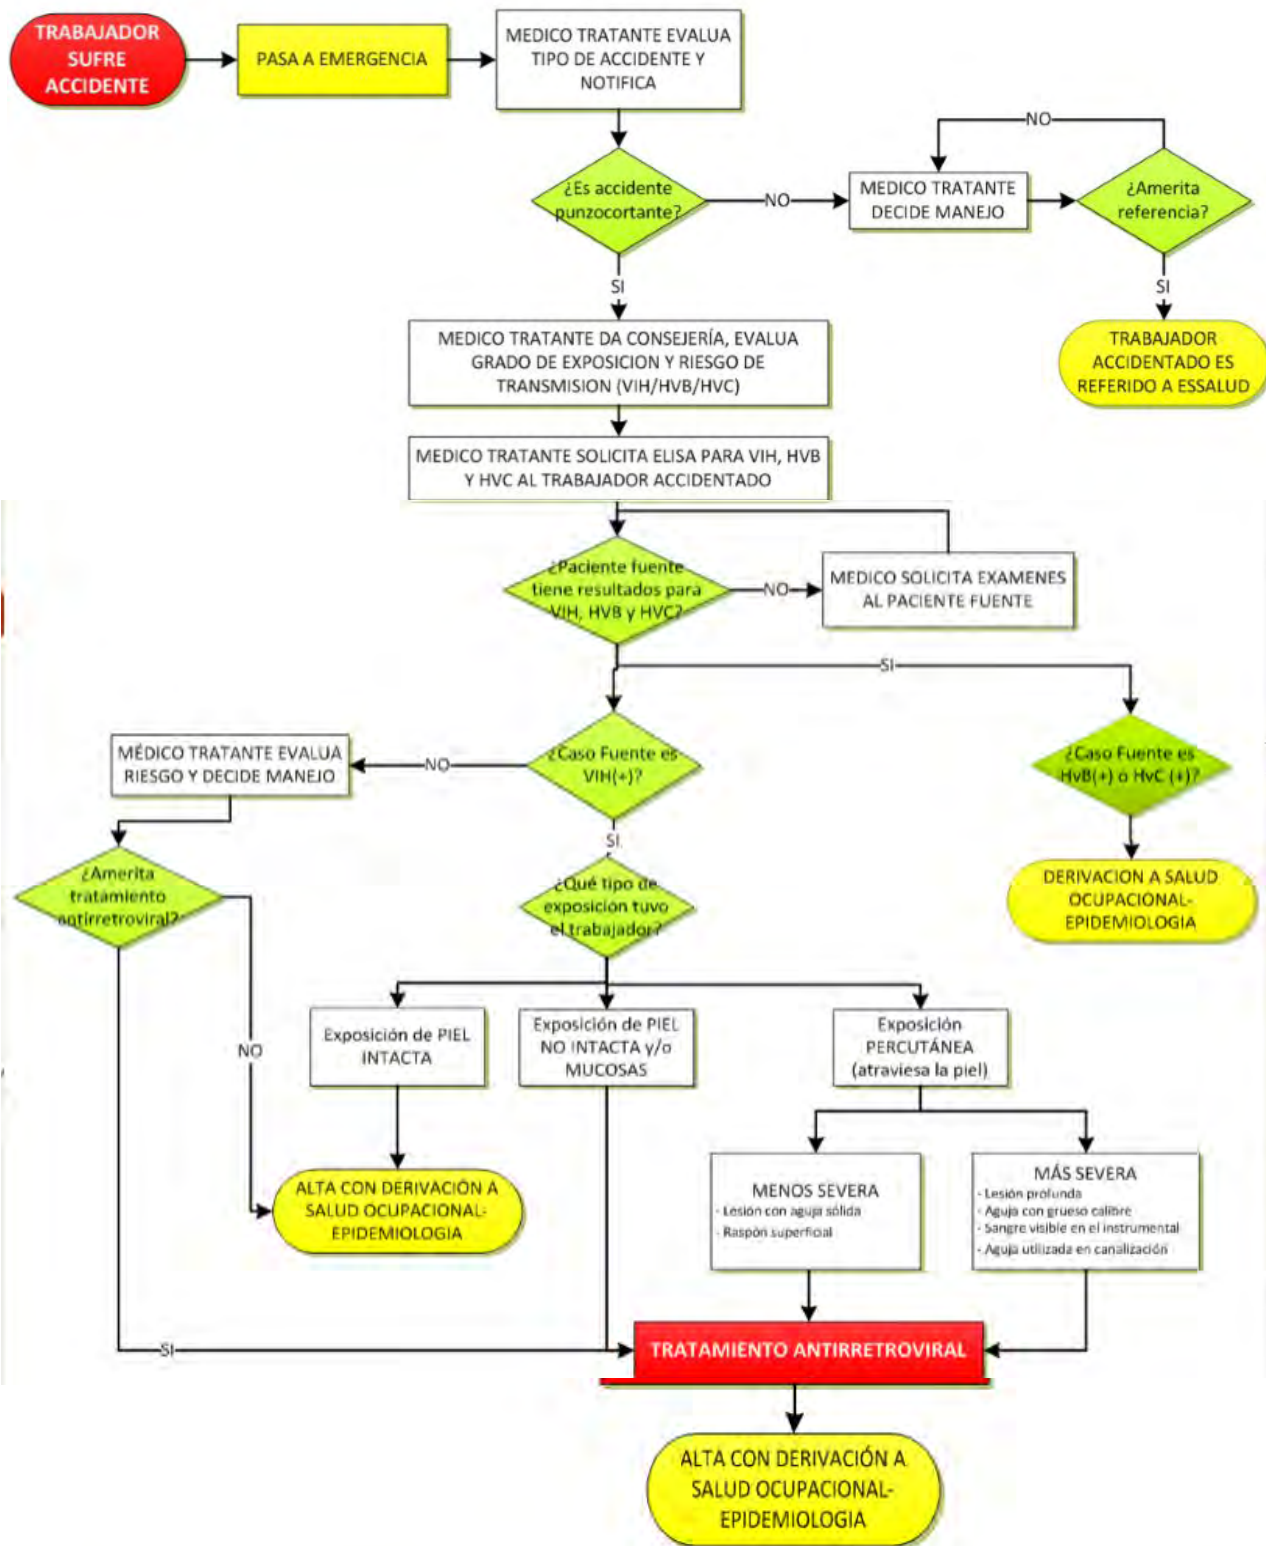 TRABAJADOR
SUFRE
ACCIDENTE
PASA A EMERGENCIA
MEDICO TRATANTE EVALUA
TIPO DE ACCIDENTE Y
NOTIFICA
¿Es accidente
punzocortante?
NO
MEDICO TRATANTE
DECIDE MANEJO
NO
¿Amerita
referencia?
SI
TRABAJADOR
ACCIDENTADO ES
REFERIDO A ESSALUD
SI
MEDICO TRATANTE DA CONSEJERÍA, EVALUA
GRADO DE EXPOSICION Y RIESGO DE
TRANSMISION (VIH/HVB/HVC)
MEDICO TRATANTE SOLICITA ELISA PARA VIH, HVB
Y HVC AL TRABAJADOR ACCIDENTADO
¿Paciente fuente
tiene resultados para
VIH, HVB y HVC?
NO
MEDICO SOLICITA EXAMENES
AL PACIENTE FUENTE
SI
¿Caso Fuente es
VIH(+)?
NO
MÉDICO TRATANTE EVALUA
RIESGO Y DECIDE MANEJO
¿Caso Fuente es
HvB(+) o HvC (+)?
DERIVACION A SALUD
OCUPACIONAL-
EPIDEMIOLOGIA
¿Amerita
tratamiento
antirretroviral?
SI
¿Qué tipo de
exposición tuvo
el trabajador?
NO
Exposición de PIEL
INTACTA
Exposición de PIEL
NO INTACTA y/o
MUCOSAS
Exposición
PERCUTÁNEA
(atraviesa la piel)
ALTA CON DERIVACIÓN A
SALUD OCUPACIONAL-
EPIDEMIOLOGIA
MENOS SEVERA
- Lesión con aguja sólida
- Raspón superficial
MÁS SEVERA
- Lesión profunda
- Aguja con grueso calibre
- Sangre visible en el instrumental
- Aguja utilizada en canalización
SI
TRATAMIENTO ANTIRRETROVIRAL
ALTA CON DERIVACIÓN A
SALUD OCUPACIONAL-
EPIDEMIOLOGIA